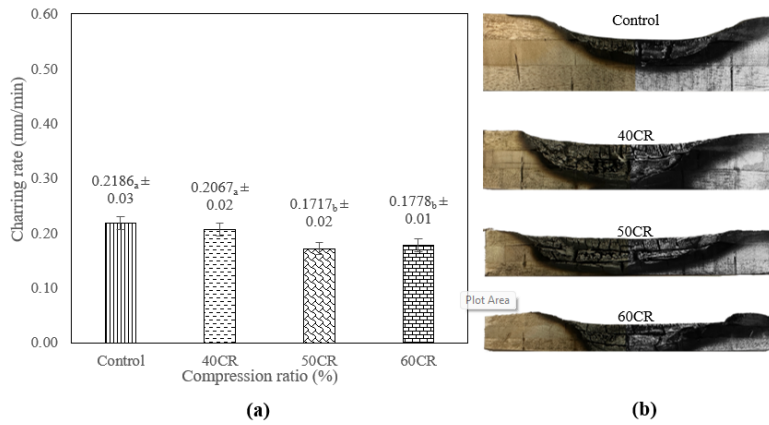 0.60
0.50
0.40
0.30
0.20
0.10
0.00
Charring rate (mm/min)
0.2186a ±
0.03
0.2067a ±
0.02
0.1717b ±
0.02
0.1778b ±
0.01
Plot Area
Control 40CR 50CR 60CR
Compression ratio (%)
(a)
Control
40CR
50CR
60CR
(b)